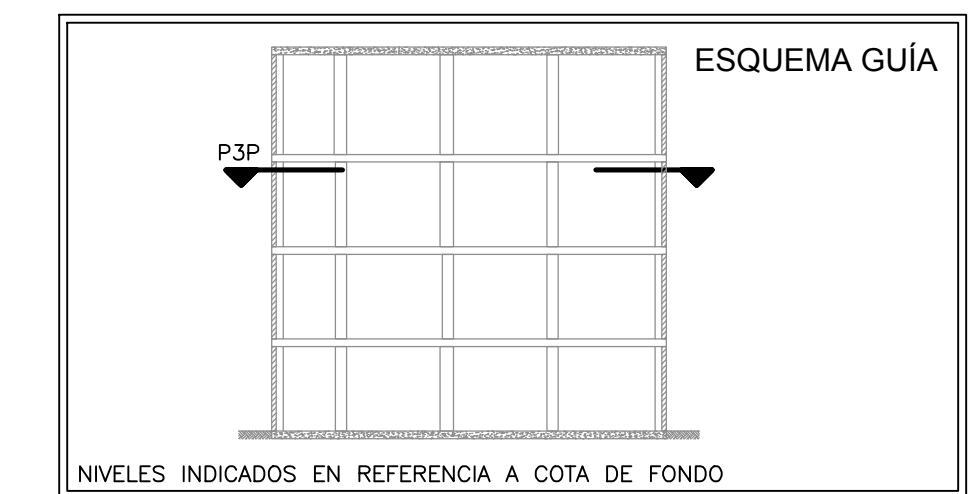 ESQUEMA GUÍA
P3P
NIVELES INDICADOS EN REFERENCIA A COTA DE FONDO